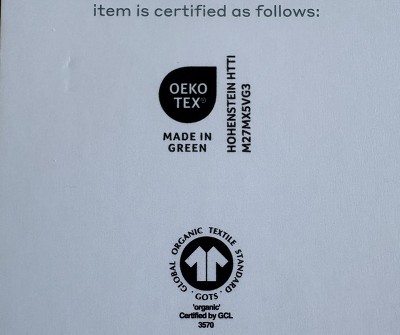 item is certified as follows:
OEKO
TEX®
MADE IN
GREEN
HOHENSTEIN HTTI
M27MX5VG3
GLOBAL ORGANIC TEXTILE STANDARD
· GOTS ·
'organic'
Certified by GCL
3570